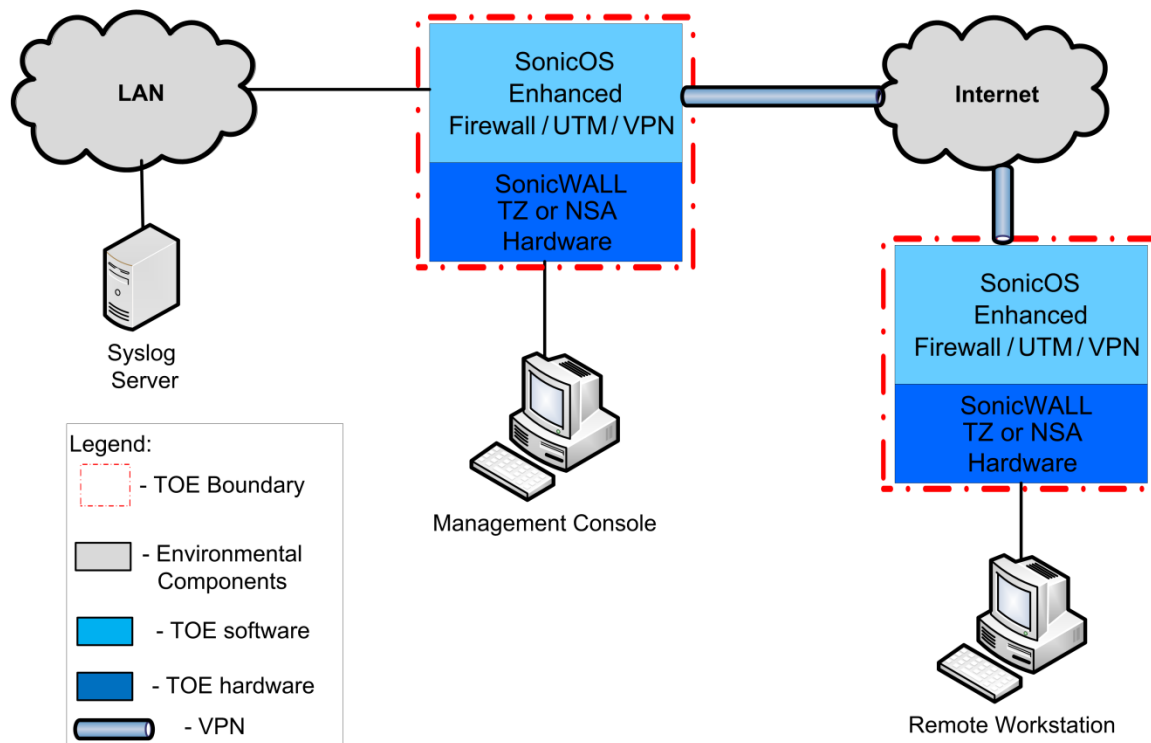 LAN
SonicOS
Enhanced
Firewall / UTM / VPN
SonicWALL
TZ or NSA
Hardware
Internet
Syslog
Server
Management Console
SonicOS
Enhanced
Firewall / UTM / VPN
SonicWALL
TZ or NSA
Hardware
Remote Workstation
Legend:
- TOE Boundary
- Environmental
Components
- TOE software
- TOE hardware
- VPN